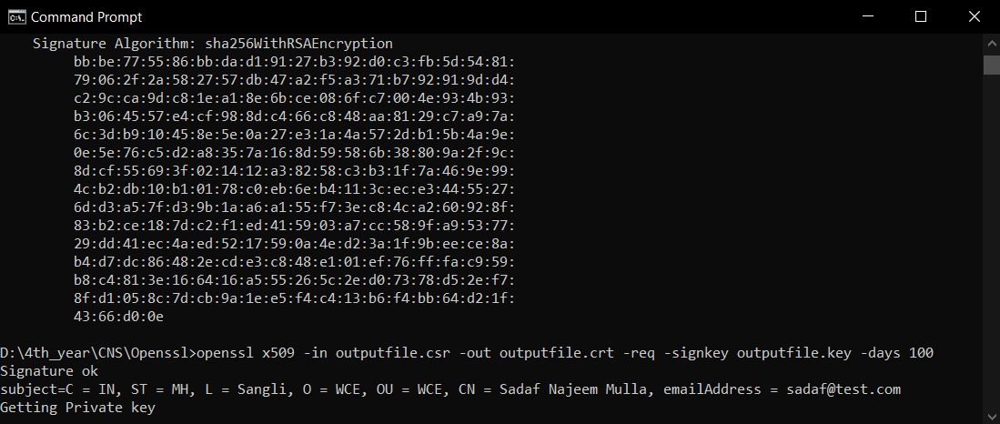 Command Prompt
Signature Algorithm: sha256WithRSAEncryption
bb:be:77:55:86:bb:da:d1:91:27:b3:92:d0:c3:fb:5d:54:81:
79:06:2f:2a:58:27:57:db:47:a2:f5:a3:71:b7:92:91:9d:d4:
c2:9c:ca:9d:c8:1e:a1:8e:6b:ce:08:6f:c7:00:4e:93:4b:93:
b3:06:45:57:e4:cf:98:8d:c4:66:c8:48:aa:81:29:c7:a9:7a:
6c:3d:b9:10:45:8e:5e:0a:27:e3:1a:4a:57:2d:b1:5b:4a:9e:
0e:5e:76:c5:d2:a8:35:7a:16:8d:59:58:6b:38:80:9a:2f:9c:
8d:cf:55:69:3f:02:14:12:a3:82:58:c3:b3:1f:7a:46:9e:99:
4c:b2:db:10:b1:01:78:c0:eb:6e:b4:11:3c:ec:e3:44:55:27:
6d:d3:a5:7f:d3:9b:1a:a6:a1:55:f7:3e:c8:4c:a2:60:92:8f:
83:b2:ce:18:7d:c2:f1:ed:41:59:03:a7:cc:58:9f:a9:53:77:
29:dd:41:ec:4a:ed:52:17:59:0a:4e:d2:3a:1f:9b:ee:ce:8a:
b4:d7:dc:86:48:2e:cd:e3:c8:48:e1:01:ef:76:ff:fa:c9:59:
b8:c4:81:3e:16:64:16:a5:55:26:5c:2e:d0:73:78:d5:2e:f7:
8f:d1:05:8c:7d:cb:9a:1e:e5:f4:c4:13:b6:f4:bb:64:d2:1f:
43:66:d0:0e
D:\4th_year\CNS\Openssl>openssl x509 -in outputfile.csr -out outputfile.crt -req -signkey outputfile.key -days 100
Signature ok
subject=C = IN, ST = MH, L = Sangli, O = WCE, OU = WCE, CN = Sadaf Najeem Mulla, emailAddress = sadaf@test.com
Getting Private key